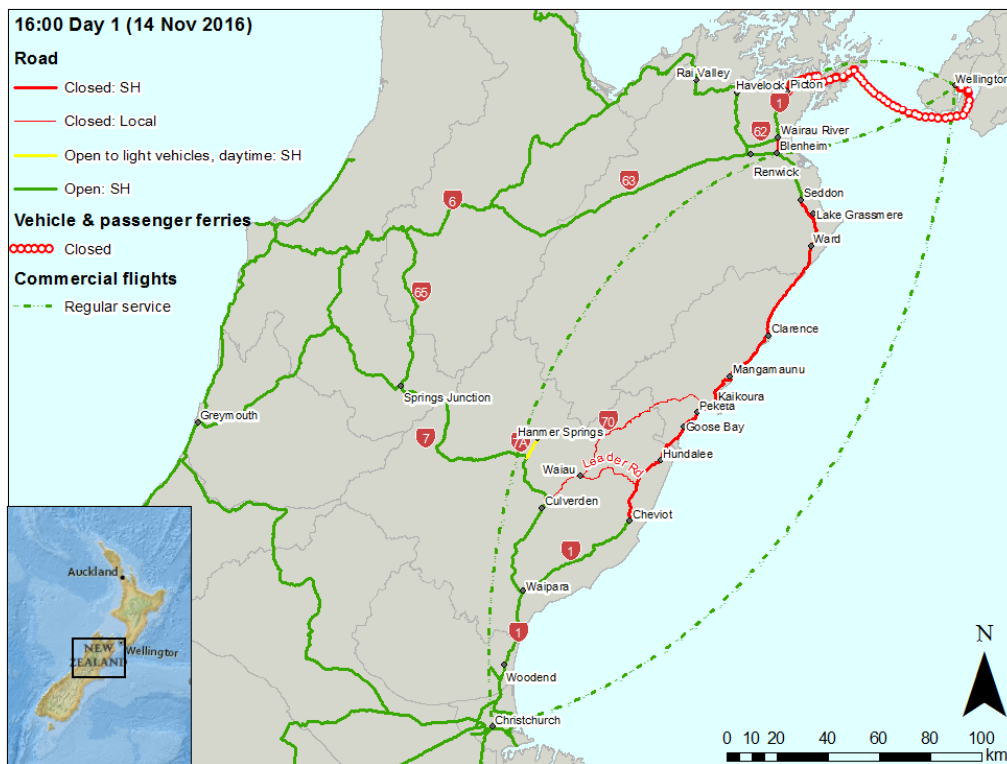 16:00 Day 1 (14 Nov 2016)
Road
Closed: SH
Closed: Local
Open to light vehicles, daytime: SH
Open: SH
Vehicle & passenger ferries
Closed
Commercial flights
Regular service
Rai Valley
Havelock
Picton
Wellington
1
62
Wairau River
Blenheim
Renwick
63
6
Seddon
Lake Grassmere
Ward
65
Clarence
Mangamaunu
Kaikoura
Peketa
Goose Bay
Springs Junction
Greymouth
70
7
7A
Hanmer Springs
Hundalee
Leader Rd
Waiau
Culverden
Cheviot
1
Waipara
1
Woodend
Christchurch
Auckland
Wellington
NEW
ZEALAND
N
0 10 20 40 60 80 100
km